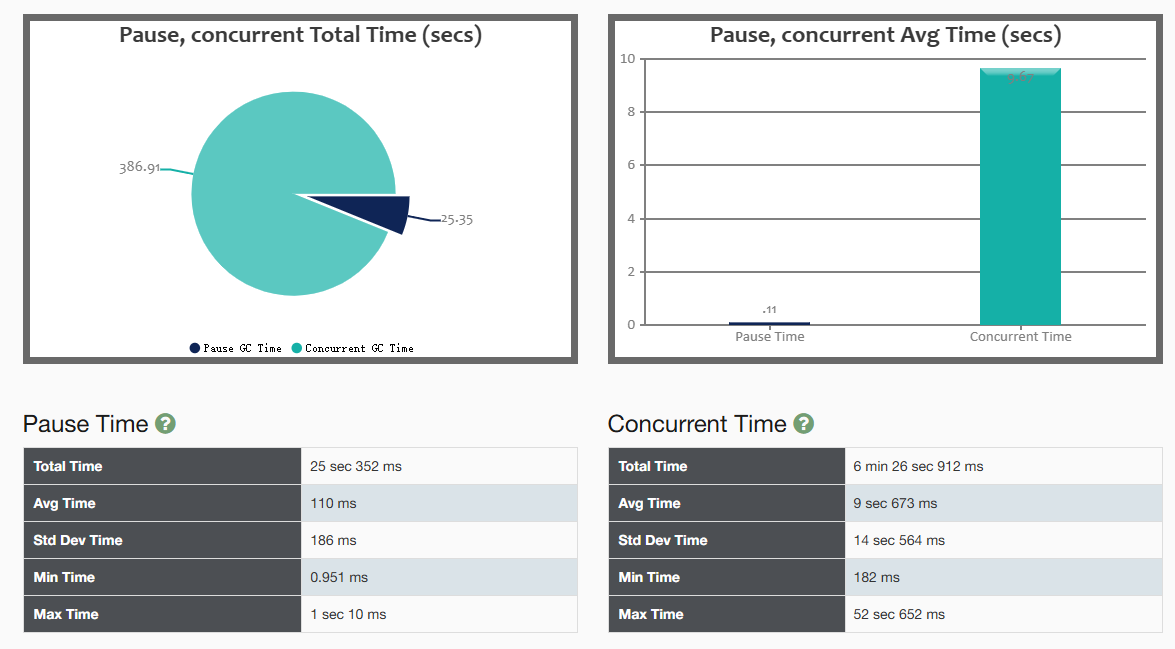 Pause, concurrent Total Time (secs)
386.91
25.35
Pause GC Time Concurrent GC Time
Pause, concurrent Avg Time (secs)
10
8
6
4
2
0
9.67
.11
Pause Time Concurrent Time
Pause Time ?
Total Time 25 sec 352 ms
Avg Time 110 ms
Std Dev Time 186 ms
Min Time 0.951 ms
Max Time 1 sec 10 ms
Concurrent Time ?
Total Time 6 min 26 sec 912 ms
Avg Time 9 sec 673 ms
Std Dev Time 14 sec 564 ms
Min Time 182 ms
Max Time 52 sec 652 ms